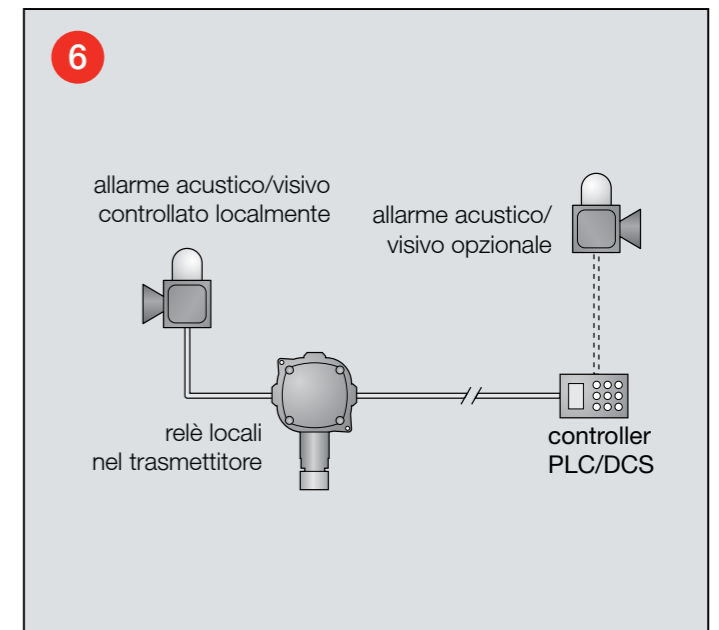 6
allarme acustico/visivo
controllato localmente
allarme acustico/
visivo opzionale
relè locali
nel trasmettitore
controller
PLC/DCS